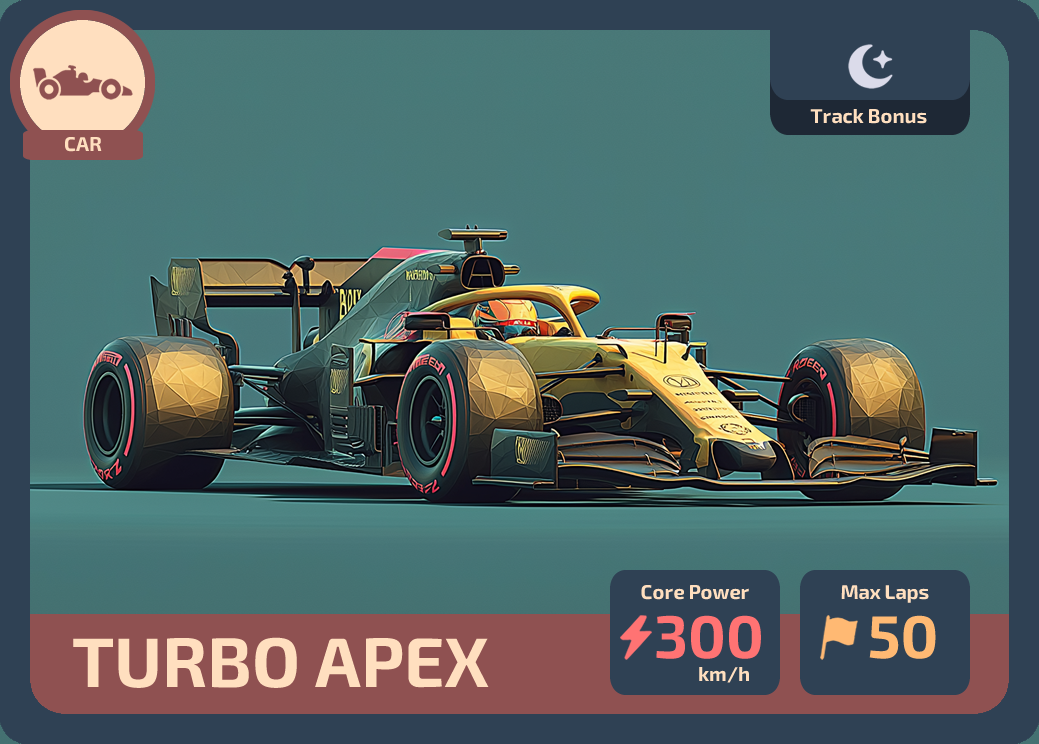 CAR
Track Bonus
Core Power
300
km/h
Max Laps
50
TURBO APEX